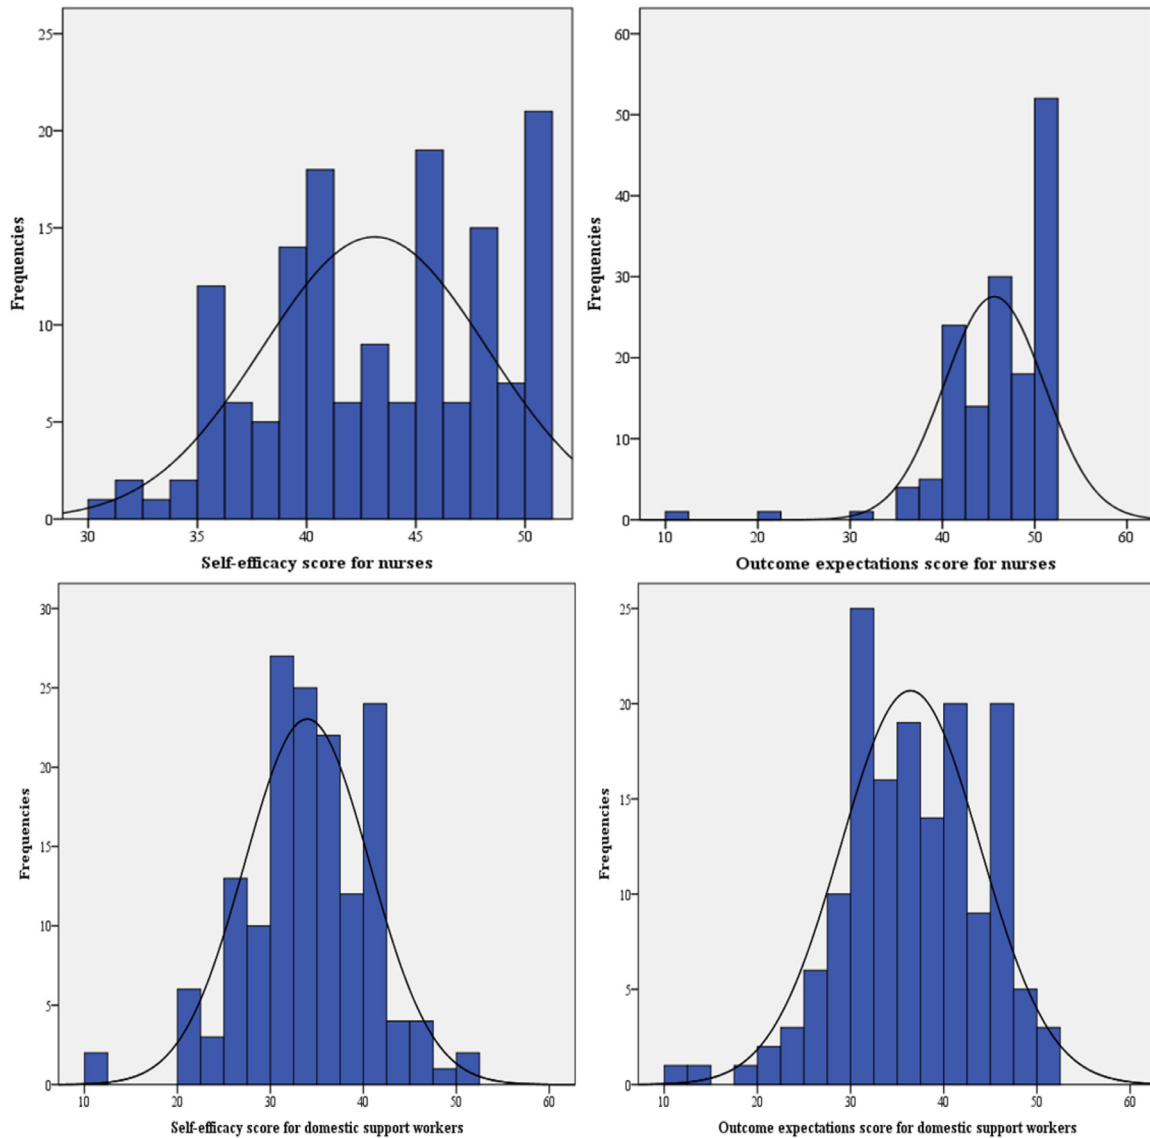 25
20
15
10
5
0
Frequencies
30 35 40 45 50
Self-efficacy score for nurses
60
50
40
30
20
10
0
Frequencies
10 20 30 40 50 60
Outcome expectations score for nurses
30
25
20
15
10
5
0
Frequencies
10 20 30 40 50 60
Self-efficacy score for domestic support workers
25
20
15
10
5
0
Frequencies
10 20 30 40 50 60
Outcome expectations score for domestic support workers